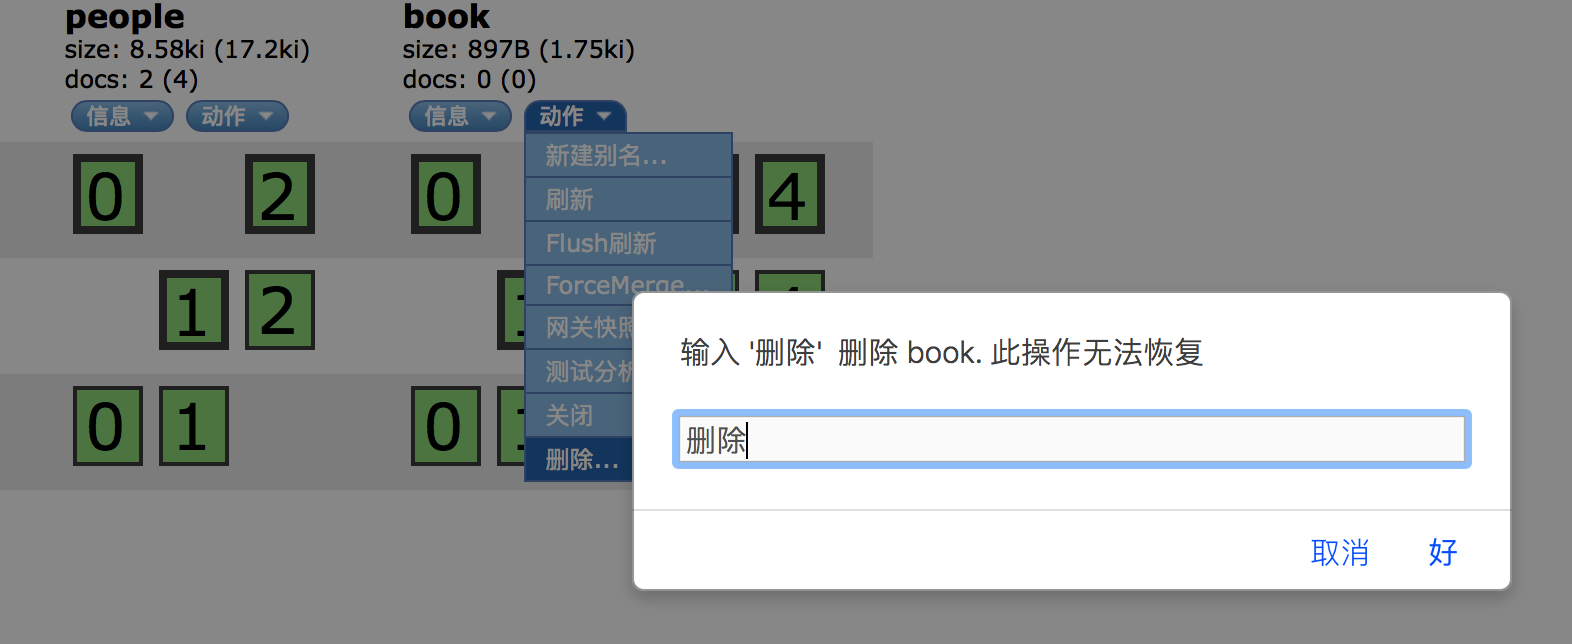 people
size: 8.58ki (17.2ki)
docs: 2 (4)
信息 动作
book
size: 897B (1.75ki)
docs: 0 (0)
信息 动作
新建别名...
刷新
Flush刷新
ForceMerge...
网关快照
测试分析
关闭
删除...
0 2 0 4
1 2
0 1 0
输入 '删除' 删除 book. 此操作无法恢复
删除
取消 好